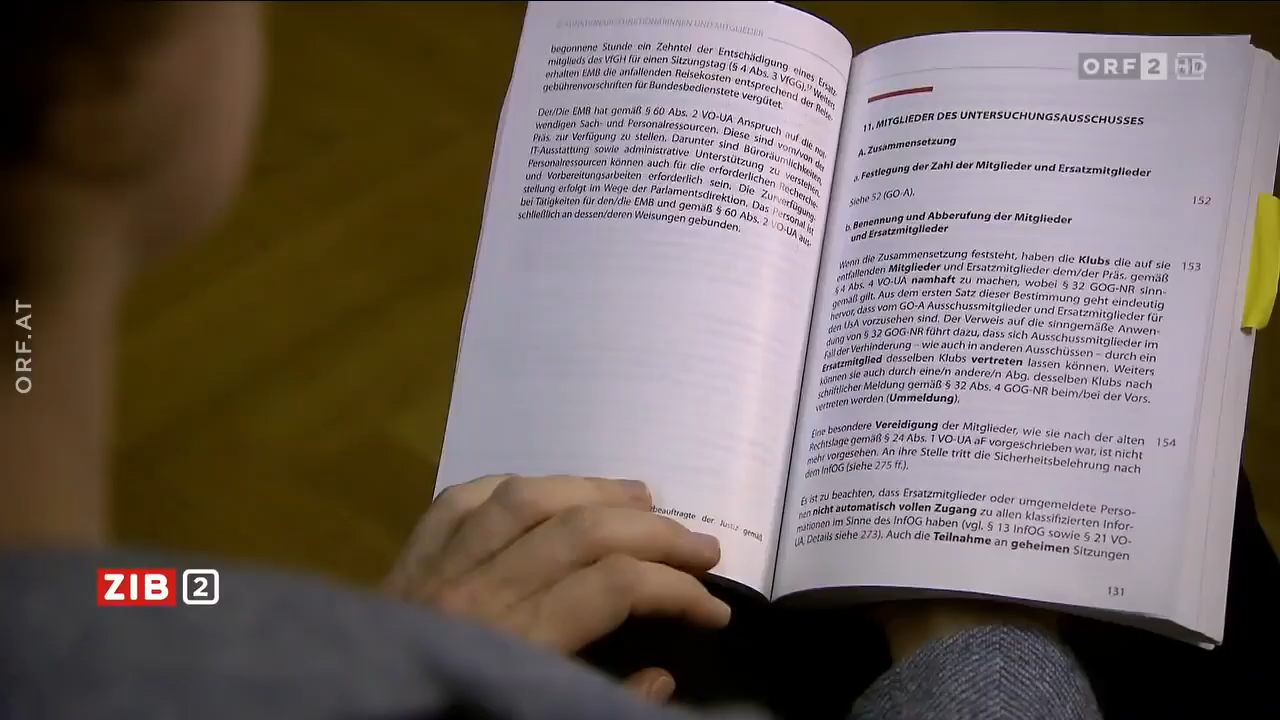 FUNKTIONÄRE/FUNKTIONÄRINNEN UND MITGLIEDER
begonnene Stunde ein Zehntel der Entschädigung eines Ersatz-
mitglieds des VfGH für einen Sitzungstag (§ 4 Abs. 3 VfGG). Weiters
erhalten EMB die anfallenden Reisekosten entsprechend der Reise-
gebührenvorschriften für Bundesbedienstete vergütet.
Der/Die EMB hat gemäß § 60 Abs. 2 VO-UA Anspruch auf die not-
wendigen Sach- und Personalressourcen. Diese sind vom/von der
Präs. zur Verfügung zu stellen. Darunter sind Büroräumlichkeiten,
IT-Ausstattung sowie administrative Unterstützung zu verstehen.
Personalressourcen können auch für die erforderlichen Recherche-
und Vorbereitungsarbeiten erforderlich sein. Die Zurverfügung-
stellung erfolgt im Wege der Parlamentsdirektion. Das Personal ist
bei Tätigkeiten für den/die EMB und gemäß § 60 Abs. 2 VO-UA aus-
schließlich an dessen/deren Weisungen gebunden.
beauftragte der Justiz gemäß
ORF 2 HD
11. MITGLIEDER DES UNTERSUCHUNGSAUSSCHUSSES
A. Zusammensetzung
a. Festlegung der Zahl der Mitglieder und Ersatzmitglieder
Siehe 52 (GO-A). 152
b. Benennung und Abberufung der Mitglieder
und Ersatzmitglieder
Wenn die Zusammensetzung feststeht, haben die Klubs die auf sie 153
entfallenden Mitglieder und Ersatzmitglieder dem/der Präs. gemäß
§ 4 Abs. 4 VO-UA namhaft zu machen, wobei § 32 GOG-NR sinn-
gemäß gilt. Aus dem ersten Satz dieser Bestimmung geht eindeutig
hervor, dass vom GO-A Ausschussmitglieder und Ersatzmitglieder für
den UsA vorzusehen sind. Der Verweis auf die sinngemäße Anwen-
dung von § 32 GOG-NR führt dazu, dass sich Ausschussmitglieder im
Fall der Verhinderung – wie auch in anderen Ausschüssen – durch ein
Ersatzmitglied desselben Klubs vertreten lassen können. Weiters
können sie auch durch eine/n andere/n Abg. desselben Klubs nach
schriftlicher Meldung gemäß § 32 Abs. 4 GOG-NR beim/bei der Vors.
vertreten werden (Ummeldung).
Eine besondere Vereidigung der Mitglieder, wie sie nach der alten 154
Rechtslage gemäß § 24 Abs. 1 VO-UA aF vorgeschrieben war, ist nicht
mehr vorgesehen. An ihre Stelle tritt die Sicherheitsbelehrung nach
dem InfOG (siehe 275 ff.).
Es ist zu beachten, dass Ersatzmitglieder oder umgemeldete Perso-
nen nicht automatisch vollen Zugang zu allen klassifizierten Infor-
mationen im Sinne des InfOG haben (vgl. § 13 InfOG sowie § 21 VO-
UA, Details siehe 273). Auch die Teilnahme an geheimen Sitzungen
131
ORF.AT
ZIB 2